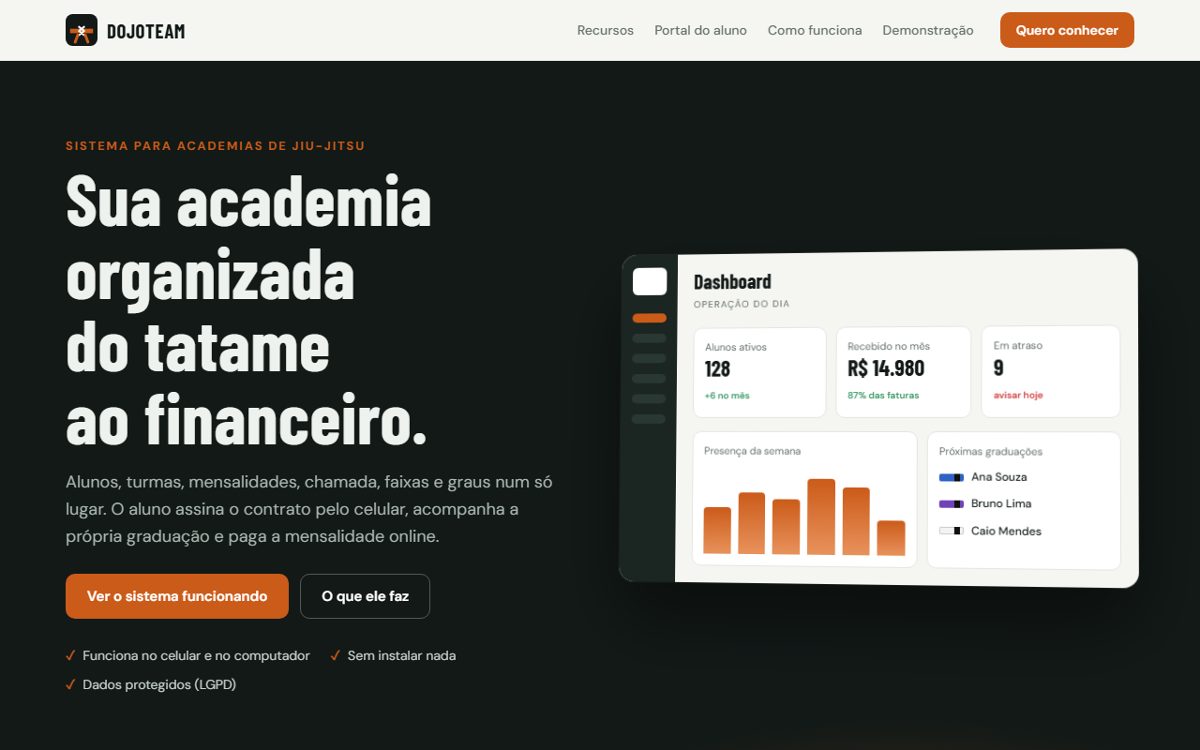 DOJOTEAM
Recursos
Portal do aluno
Como funciona
Demonstração
Quero conhecer
SISTEMA PARA ACADEMIAS DE JIU-JITSU
Sua academia
organizada
do tatame
ao financeiro.
Alunos, turmas, mensalidades, chamada, faixas e graus num só
lugar. O aluno assina o contrato pelo celular, acompanha a
própria graduação e paga a mensalidade online.
Ver o sistema funcionando
O que ele faz
✓ Funciona no celular e no computador
✓ Sem instalar nada
✓ Dados protegidos (LGPD)
Dashboard
OPERAÇÃO DO DIA
Alunos ativos
128
+6 no mês
Recebido no mês
R$ 14.980
87% das faturas
Em atraso
9
avisar hoje
Presença da semana
Próximas graduações
Ana Souza
Bruno Lima
Caio Mendes